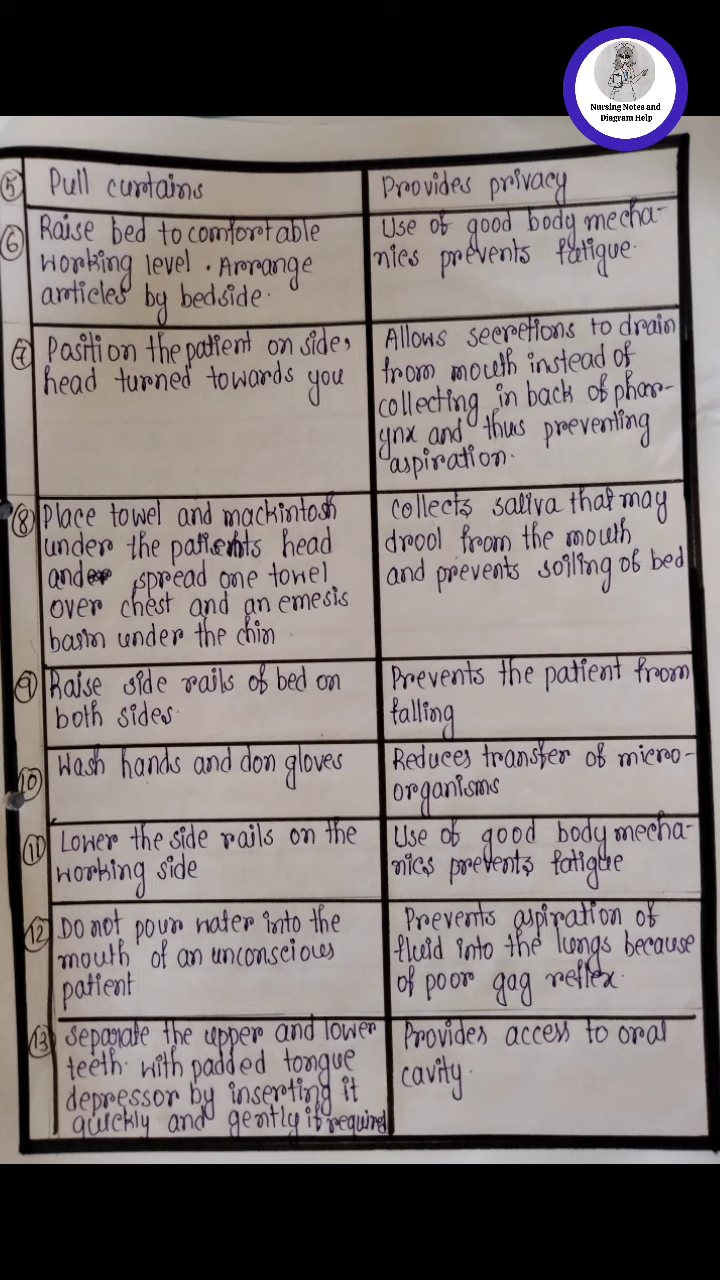 Nursing Notes and
Diagram Help
5 Pull curtains
Provides privacy
6 Raise bed to comfortable
working level. Arrange
articles by bedside.
Use of good body mecha-
nics prevents fatigue.
7 Position the patient on side,
head turned towards you
Allows secretions to drain
from mouth instead of
collecting in back of phar-
ynx and thus preventing
aspiration.
8 Place towel and mackintosh
under the patients head
and spread one towel
over chest and an emesis
basin under the chin
collects saliva that may
drool from the mouth
and prevents soiling of bed
9 Raise side rails of bed on
both sides.
Prevents the patient from
falling
10 Wash hands and don gloves
Reduces transfer of micro-
organisms
11 Lower the side rails on the
working side
Use of good body mecha-
nics prevents fatigue
12 Do not pour water into the
mouth of an unconscious
patient
Prevents aspiration of
fluid into the lungs because
of poor gag reflex.
13 Separate the upper and lower
teeth. with padded tongue
depressor by inserting it
quickly and gently if required
Provides access to oral
cavity.